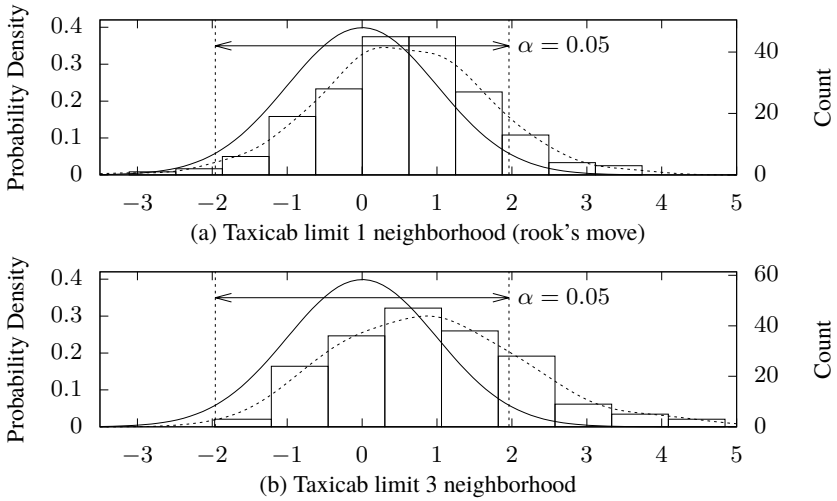 Probability Density
0.4
0.3
0.2
0.1
0
α = 0.05
40
20
0
Count
−3 −2 −1 0 1 2 3 4 5
(a) Taxicab limit 1 neighborhood (rook's move)
Probability Density
0.4
0.3
0.2
0.1
0
α = 0.05
60
40
20
0
Count
−3 −2 −1 0 1 2 3 4 5
(b) Taxicab limit 3 neighborhood